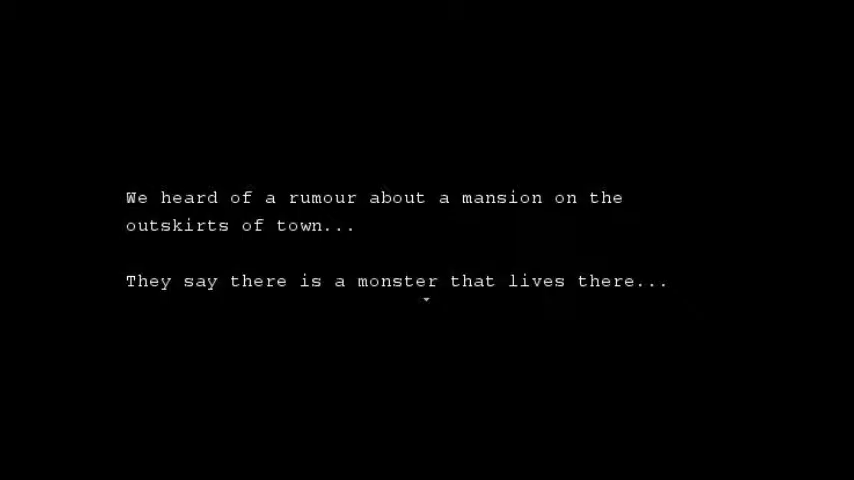 We heard of a rumour about a mansion on the
outskirts of town...
They say there is a monster that lives there...